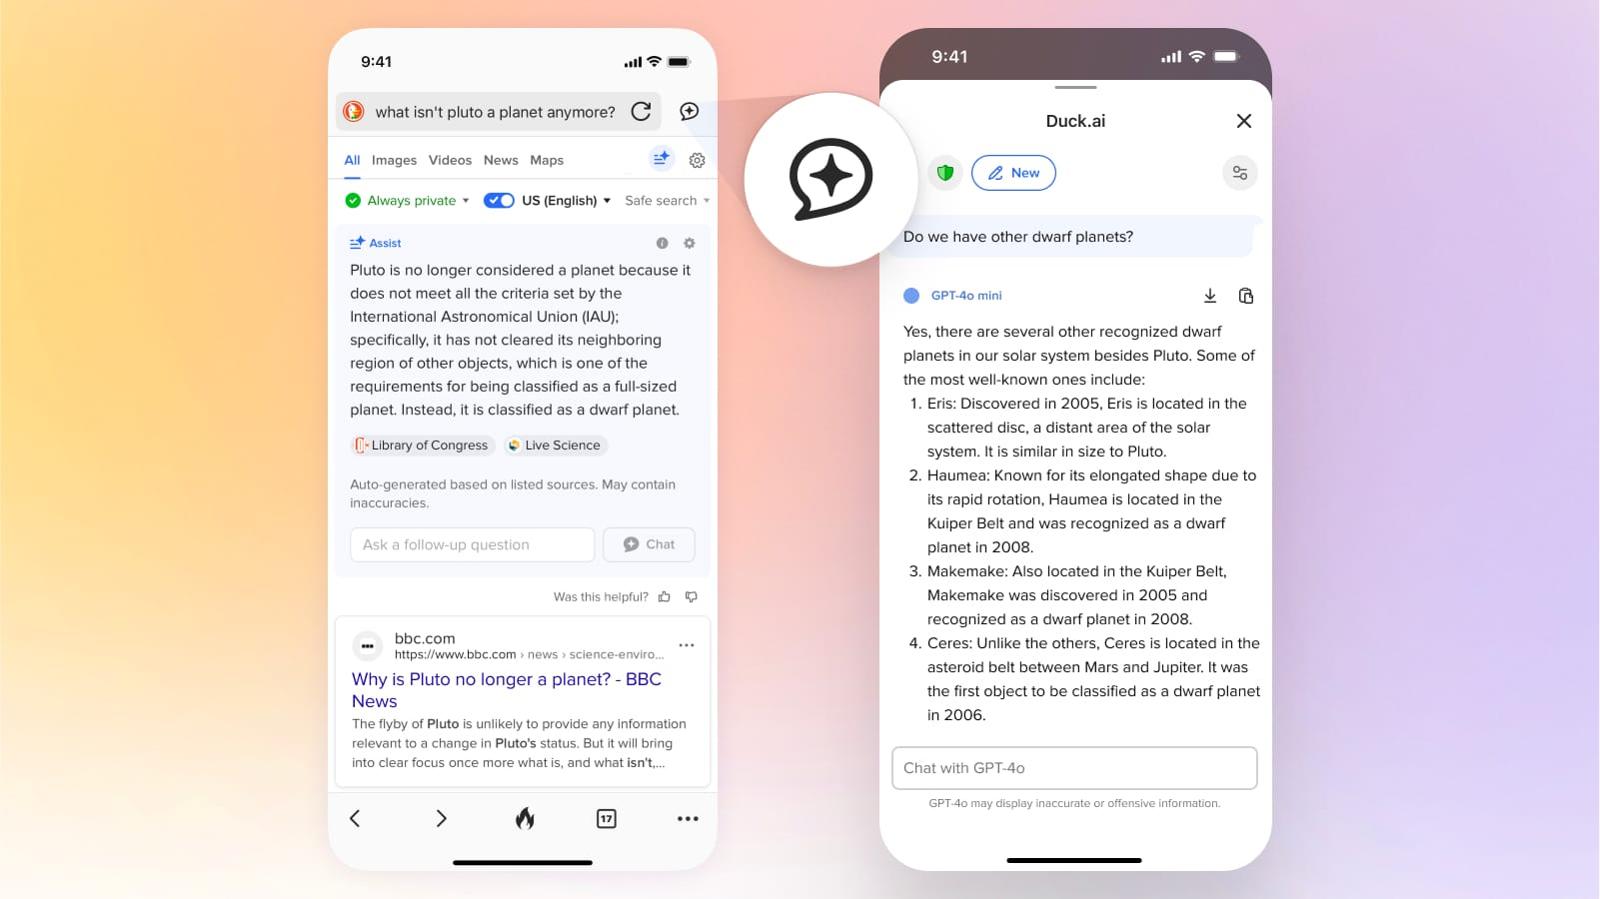 9:41
what isn't pluto a planet anymore?
All Images Videos News Maps
Always private US (English) Safe search
Assist
Pluto is no longer considered a planet because it
does not meet all the criteria set by the
International Astronomical Union (IAU);
specifically, it has not cleared its neighboring
region of other objects, which is one of the
requirements for being classified as a full-sized
planet. Instead, it is classified as a dwarf planet.
Library of Congress Live Science
Auto-generated based on listed sources. May contain
inaccuracies.
Ask a follow-up question Chat
Was this helpful?
bbc.com
https://www.bbc.com › news › science-enviro...
Why is Pluto no longer a planet? - BBC
News
The flyby of Pluto is unlikely to provide any information
relevant to a change in Pluto's status. But it will bring
into clear focus once more what is, and what isn't,...
17
9:41
Duck.ai
New
Do we have other dwarf planets?
GPT-4o mini
Yes, there are several other recognized dwarf
planets in our solar system besides Pluto. Some of
the most well-known ones include:
1. Eris: Discovered in 2005, Eris is located in the
scattered disc, a distant area of the solar
system. It is similar in size to Pluto.
2. Haumea: Known for its elongated shape due to
its rapid rotation, Haumea is located in the
Kuiper Belt and was recognized as a dwarf
planet in 2008.
3. Makemake: Also located in the Kuiper Belt,
Makemake was discovered in 2005 and
recognized as a dwarf planet in 2008.
4. Ceres: Unlike the others, Ceres is located in the
asteroid belt between Mars and Jupiter. It was
the first object to be classified as a dwarf planet
in 2006.
Chat with GPT-4o
GPT-4o may display inaccurate or offensive information.